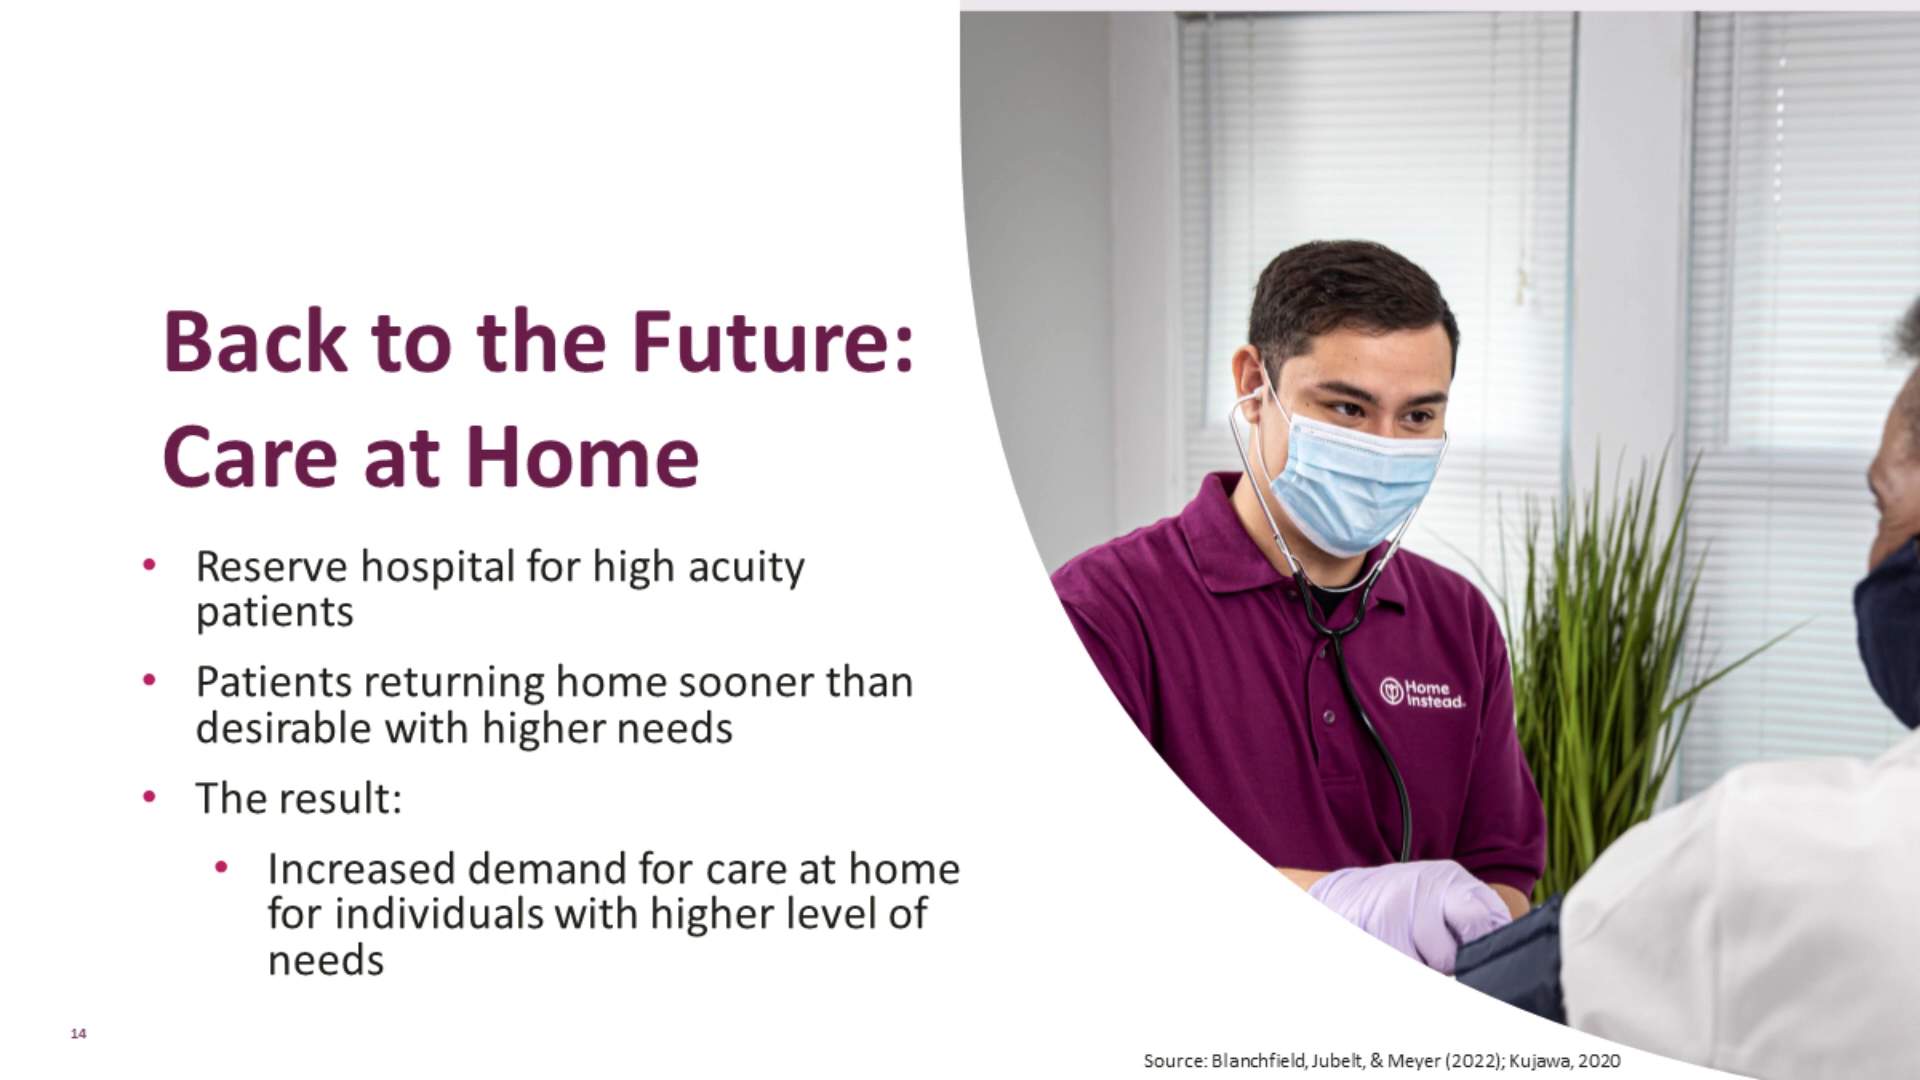 Back to the Future:
Care at Home
• Reserve hospital for high acuity
patients
• Patients returning home sooner than
desirable with higher needs
• The result:
• Increased demand for care at home
for individuals with higher level of
needs
Home
Instead.
14
Source: Blanchfield, Jubelt, & Meyer (2022); Kujawa, 2020